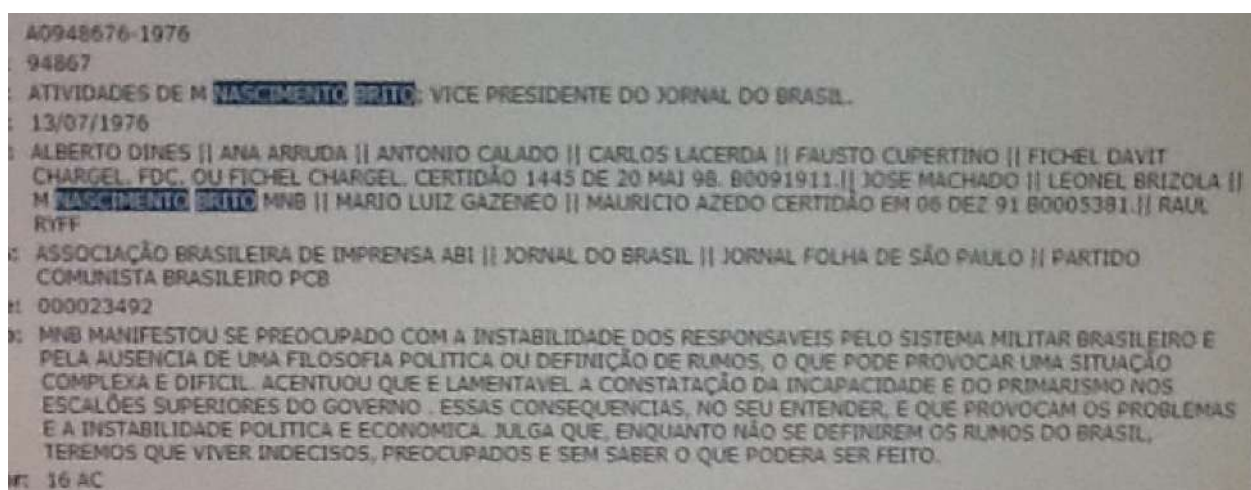 A0948676-1976
: 94867
: ATIVIDADES DE M NASCIMENTO BRITO: VICE PRESIDENTE DO JORNAL DO BRASIL.
: 13/07/1976
: ALBERTO DINES || ANA ARRUDA || ANTONIO CALADO || CARLOS LACERDA || FAUSTO CUPERTINO || FICHEL DAVIT
CHARGEL. FDC. OU FICHEL CHARGEL. CERTIDÃO 1445 DE 20 MAI 98. B0091911.|| JOSE MACHADO || LEONEL BRIZOLA ||
M NASCIMENTO BRITO MNB || MARIO LUIZ GAZENEO || MAURICIO AZEDO CERTIDÃO EM 06 DEZ 91 B0005381.|| RAUL
RYFF
: ASSOCIAÇÃO BRASILEIRA DE IMPRENSA ABI || JORNAL DO BRASIL || JORNAL FOLHA DE SÃO PAULO || PARTIDO
COMUNISTA BRASILEIRO PCB
: 000023492
: MNB MANIFESTOU SE PREOCUPADO COM A INSTABILIDADE DOS RESPONSAVEIS PELO SISTEMA MILITAR BRASILEIRO E
PELA AUSENCIA DE UMA FILOSOFIA POLITICA OU DEFINIÇÃO DE RUMOS, O QUE PODE PROVOCAR UMA SITUAÇÃO
COMPLEXA E DIFICIL. ACENTUOU QUE E LAMENTAVEL A CONSTATAÇÃO DA INCAPACIDADE E DO PRIMARISMO NOS
ESCALÕES SUPERIORES DO GOVERNO . ESSAS CONSEQUENCIAS, NO SEU ENTENDER, E QUE PROVOCAM OS PROBLEMAS
E A INSTABILIDADE POLITICA E ECONOMICA. JULGA QUE, ENQUANTO NÃO SE DEFINIREM OS RUMOS DO BRASIL,
TEREMOS QUE VIVER INDECISOS, PREOCUPADOS E SEM SABER O QUE PODERA SER FEITO.
: 16 AC